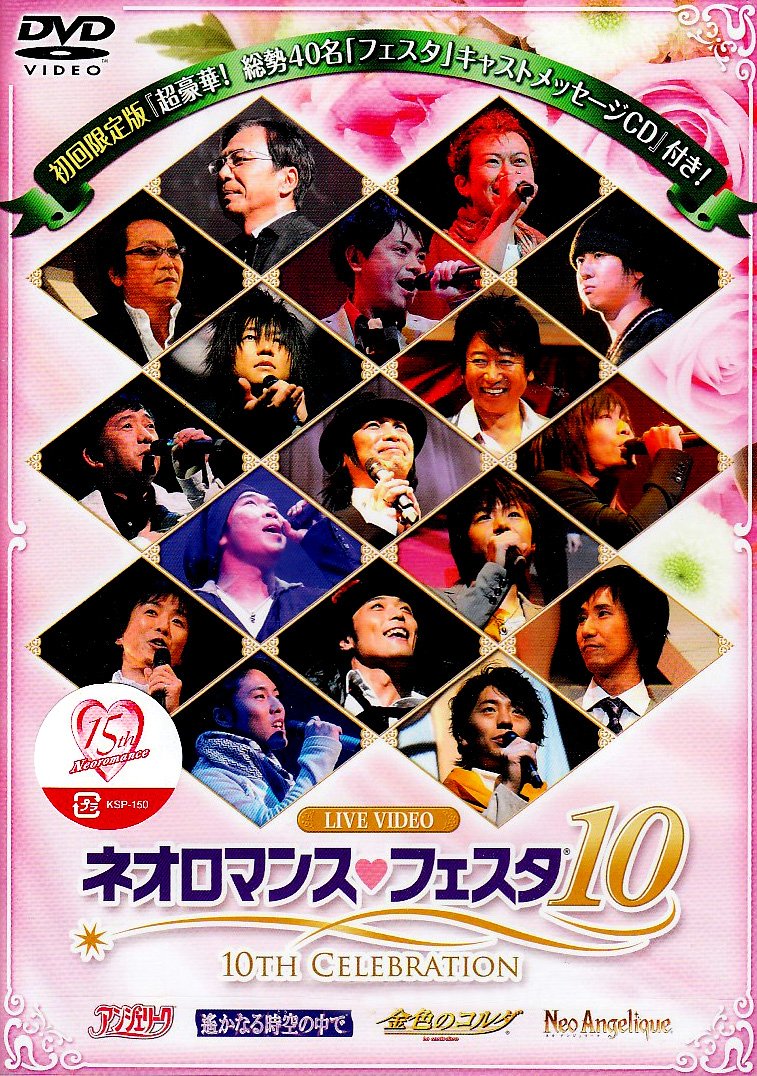 DVD
VIDEO
初回限定版『超豪華! 総勢40名「フェスタ」キャストメッセージCD』付き!
15th
Neoromance
プラ
KSP-150
LIVE VIDEO
ネオロマンス♥フェスタ®10
10TH CELEBRATION
アンジェリーク
遙かなる時空の中で
金色のコルダ
Neo Angelique